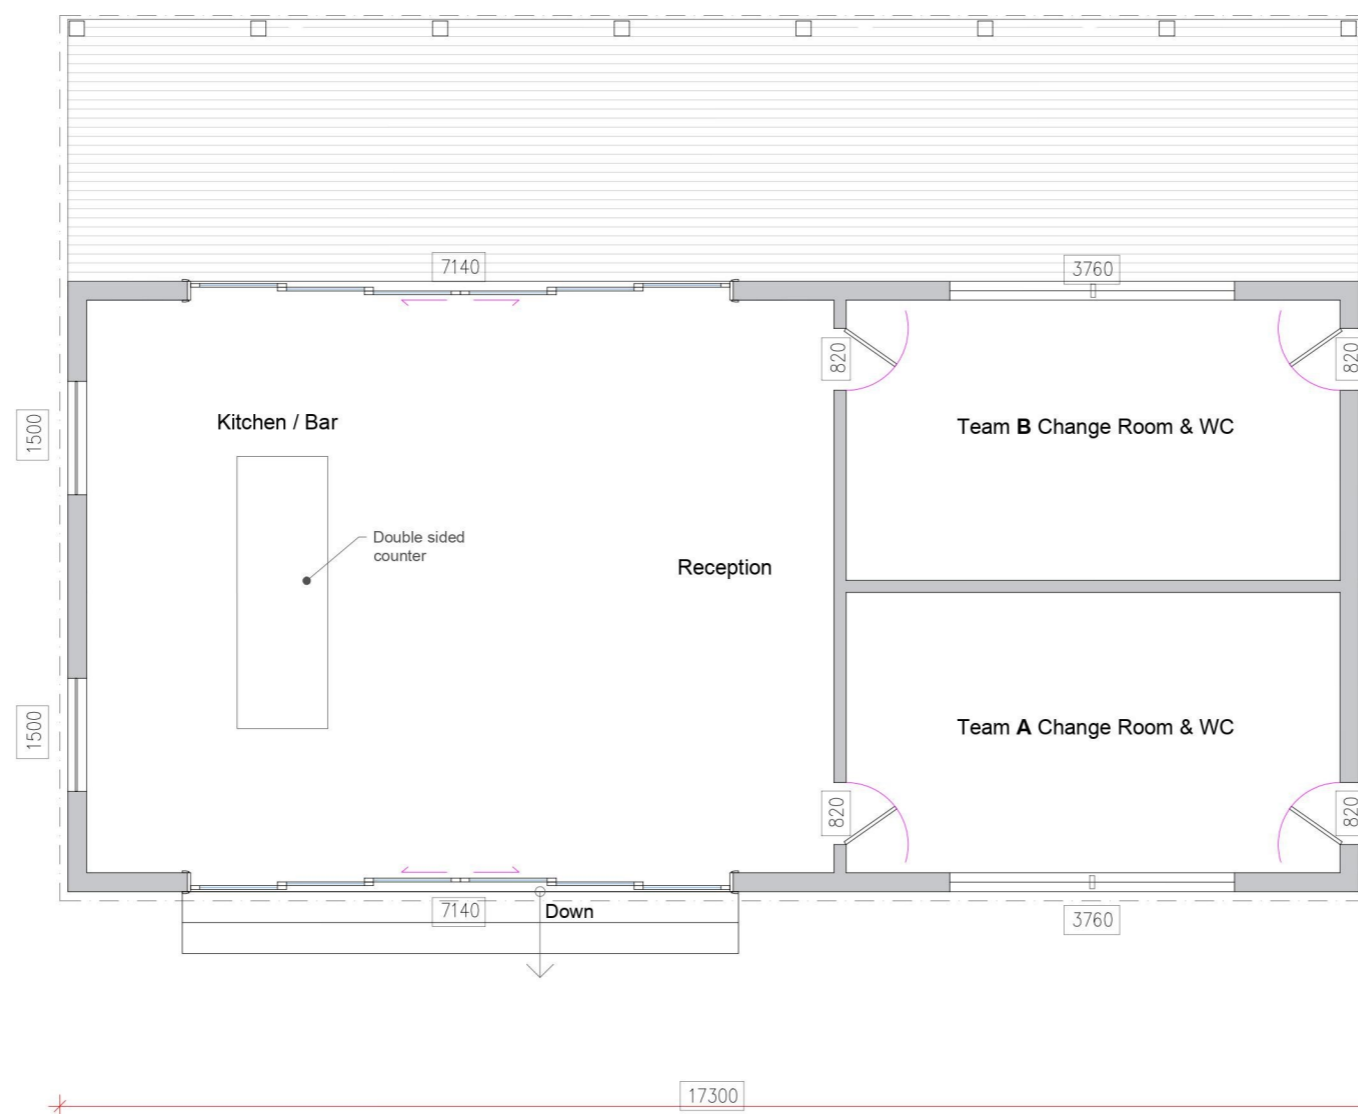 7140
3760
820
820
1500
Kitchen / Bar
Team B Change Room & WC
Double sided
counter
Reception
1500
Team A Change Room & WC
820
820
7140
Down
3760
17300